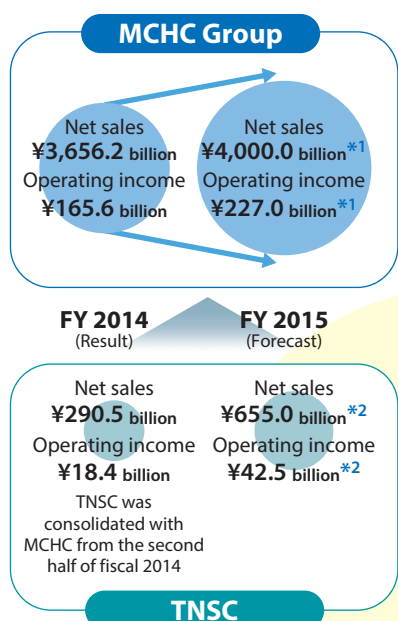 MCHC Group
Net sales
¥3,656.2 billion
Operating income
¥165.6 billion
Net sales
¥4,000.0 billion*1
Operating income
¥227.0 billion*1
FY 2014
(Result)
FY 2015
(Forecast)
Net sales
¥290.5 billion
Operating income
¥18.4 billion
TNSC was
consolidated with
MCHC from the second
half of fiscal 2014
Net sales
¥655.0 billion*2
Operating income
¥42.5 billion*2
TNSC